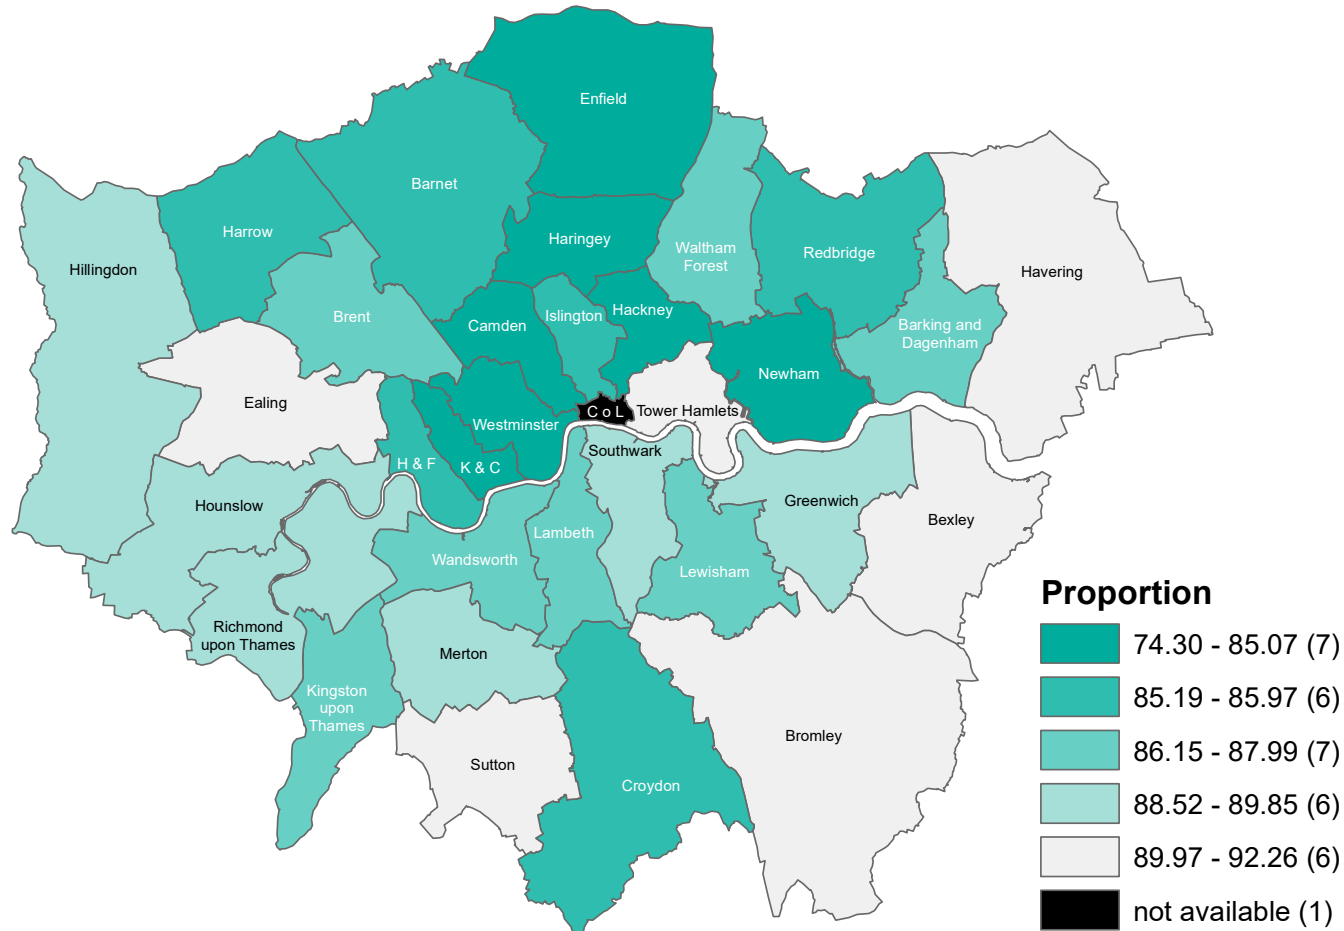 Enfield
Barnet
Harrow
Haringey
Waltham
Forest
Redbridge
Havering
Hillingdon
Brent
Camden
Islington
Hackney
Barking and
Dagenham
Newham
Ealing
Westminster
C o L
Tower Hamlets
H & F
K & C
Southwark
Hounslow
Greenwich
Bexley
Lambeth
Wandsworth
Lewisham
Richmond
upon Thames
Merton
Kingston
upon
Thames
Bromley
Sutton
Croydon
Proportion
74.30 - 85.07 (7)
85.19 - 85.97 (6)
86.15 - 87.99 (7)
88.52 - 89.85 (6)
89.97 - 92.26 (6)
not available (1)